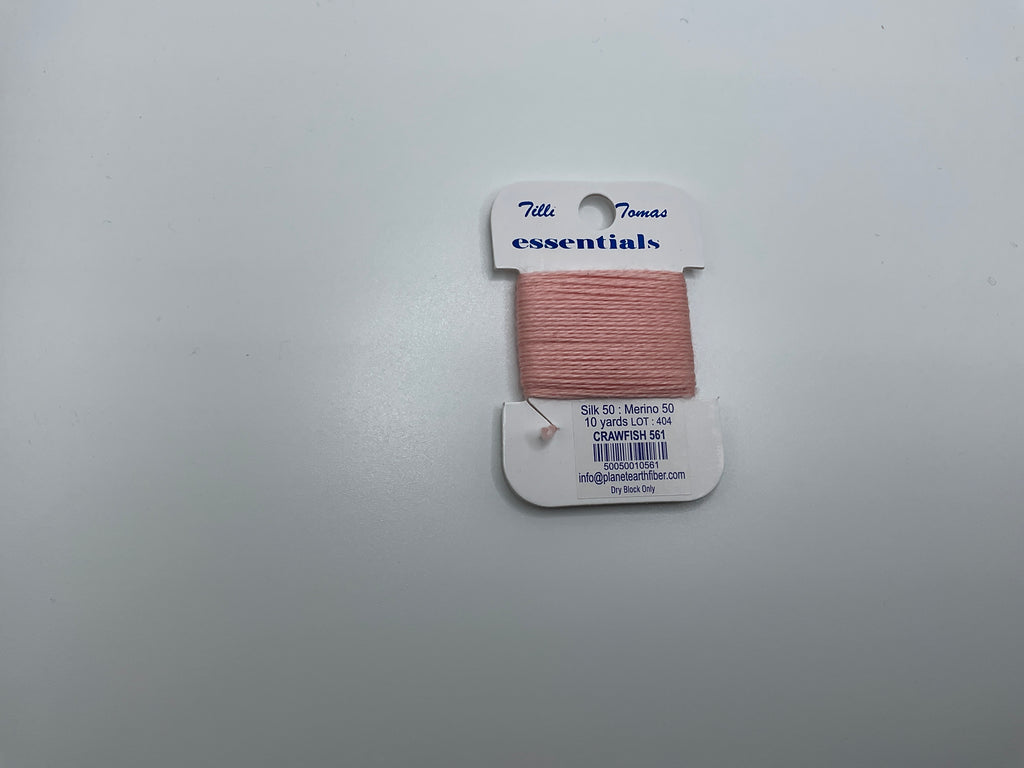 Tilli Tomas
essentials
Silk 50 : Merino 50
10 yards LOT : 404
CRAWFISH 561
50050010561
info@planetearthfiber.com
Dry Block Only